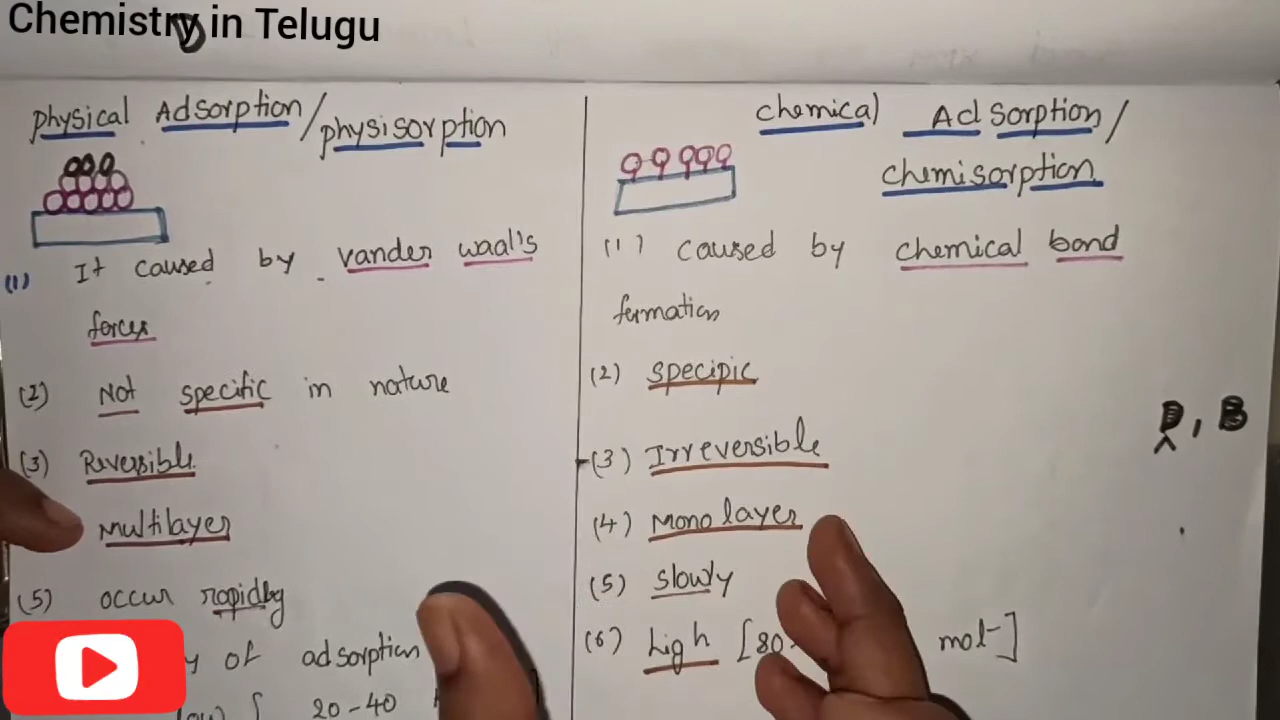 Chemistry in Telugu
physical Adsorption/
physisorption
(1) It caused by vander waal's
forces
(2) Not specific in nature
(3) Reversible
Multilayer
(5) occur rapidly
of adsorption
20-40
chemical Adsorption/
chemisorption
(1) caused by chemical bond
formation
(2) specipic
(3) Irreversible
(4) Mono layer
(5) slowly
(6) High [80- mol-]
P, B